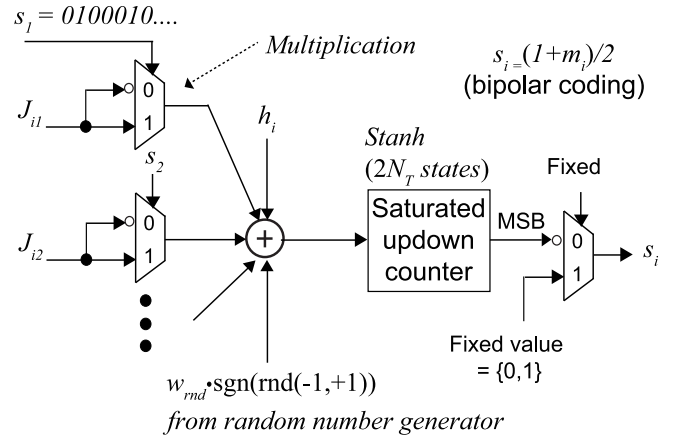 s1 = 0100010....
Multiplication
si=(1+mi)/2
(bipolar coding)
0
1
Ji1
hi
s2
Stanh
(2NT states)
Fixed
0
1
Ji2
+
Saturated
updown
counter
MSB
0
1
si
Fixed value
= {0,1}
wrnd•sgn(rnd(-1,+1))
from random number generator